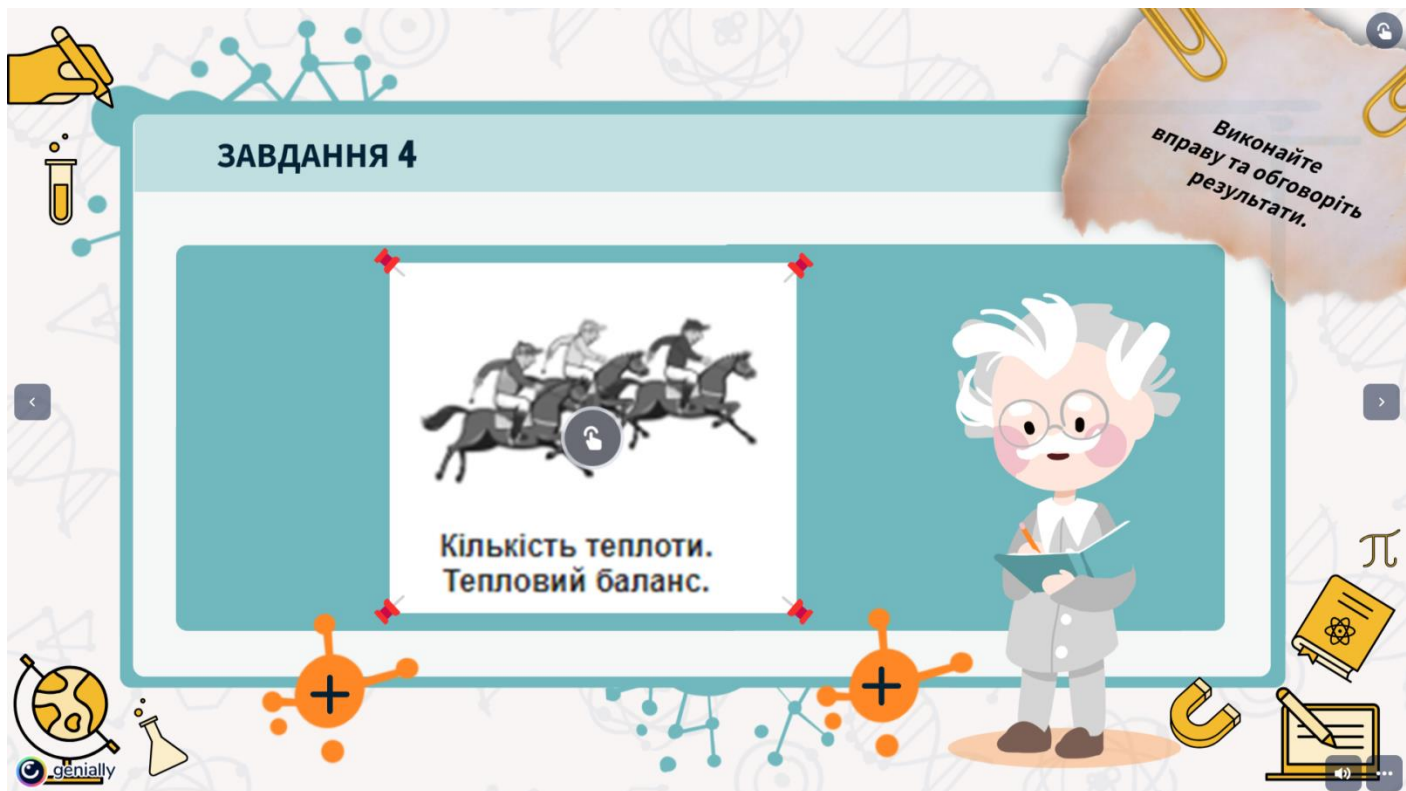 ЗАВДАННЯ 4
Виконайте
вправу та обговоріть
результати.
Кількість теплоти.
Тепловий баланс.
π
genially